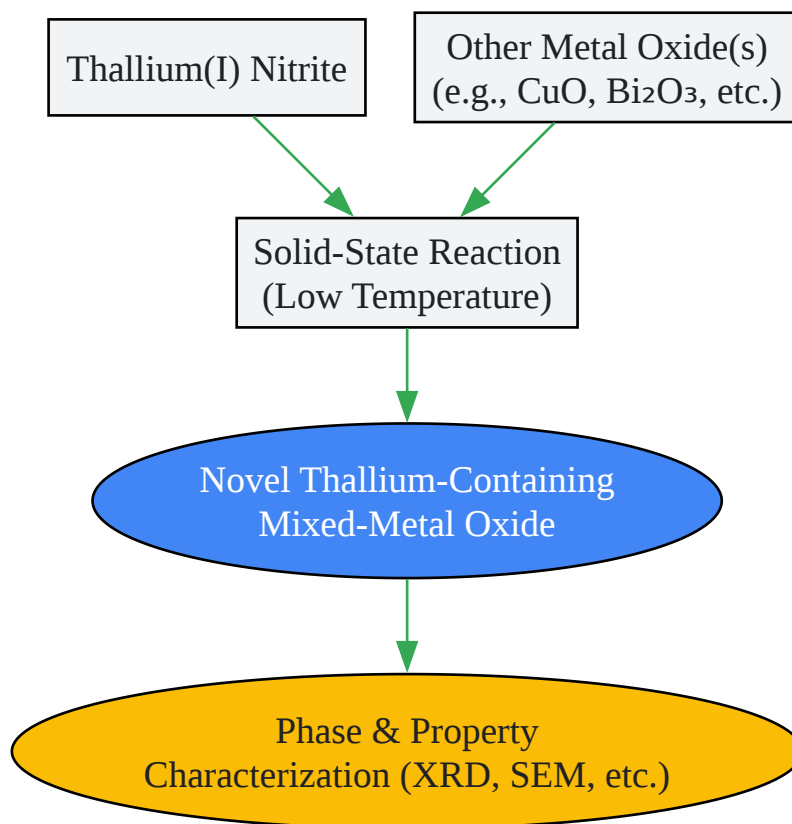 Thallium(I) Nitrite
Other Metal Oxide(s)
(e.g., CuO, Bi₂O₃, etc.)
Solid-State Reaction
(Low Temperature)
Novel Thallium-Containing
Mixed-Metal Oxide
Phase & Property
Characterization (XRD, SEM, etc.)